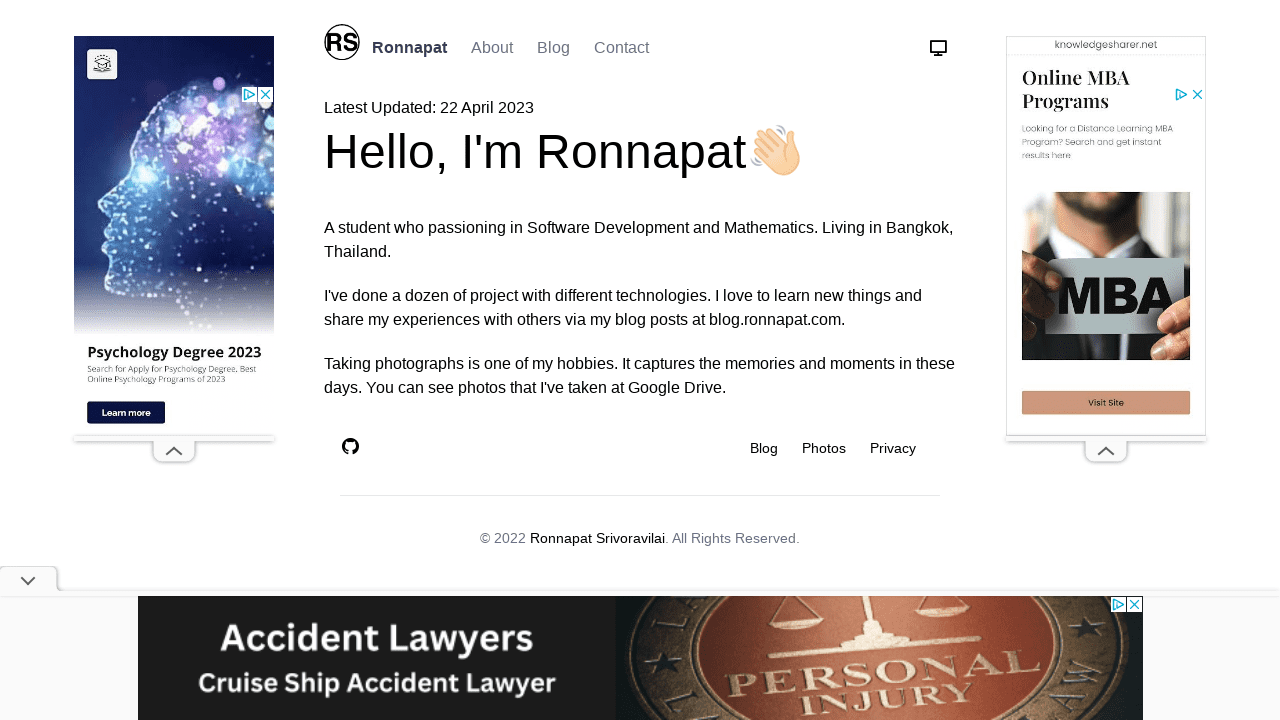 RS
Ronnapat About Blog Contact
Latest Updated: 22 April 2023
Hello, I'm Ronnapat👋🏻
A student who passioning in Software Development and Mathematics. Living in Bangkok,
Thailand.
I've done a dozen of project with different technologies. I love to learn new things and
share my experiences with others via my blog posts at blog.ronnapat.com.
Taking photographs is one of my hobbies. It captures the memories and moments in these
days. You can see photos that I've taken at Google Drive.
Blog Photos Privacy
© 2022 Ronnapat Srivoravilai. All Rights Reserved.
Psychology Degree 2023
Search for Apply for Psychology Degree. Best
Online Psychology Programs of 2023
Learn more
knowledgesharer.net
Online MBA
Programs
Looking for a Distance Learning MBA
Program? Search and get instant
results here
MBA
Visit Site
Accident Lawyers
Cruise Ship Accident Lawyer
PERSONAL
INJURY